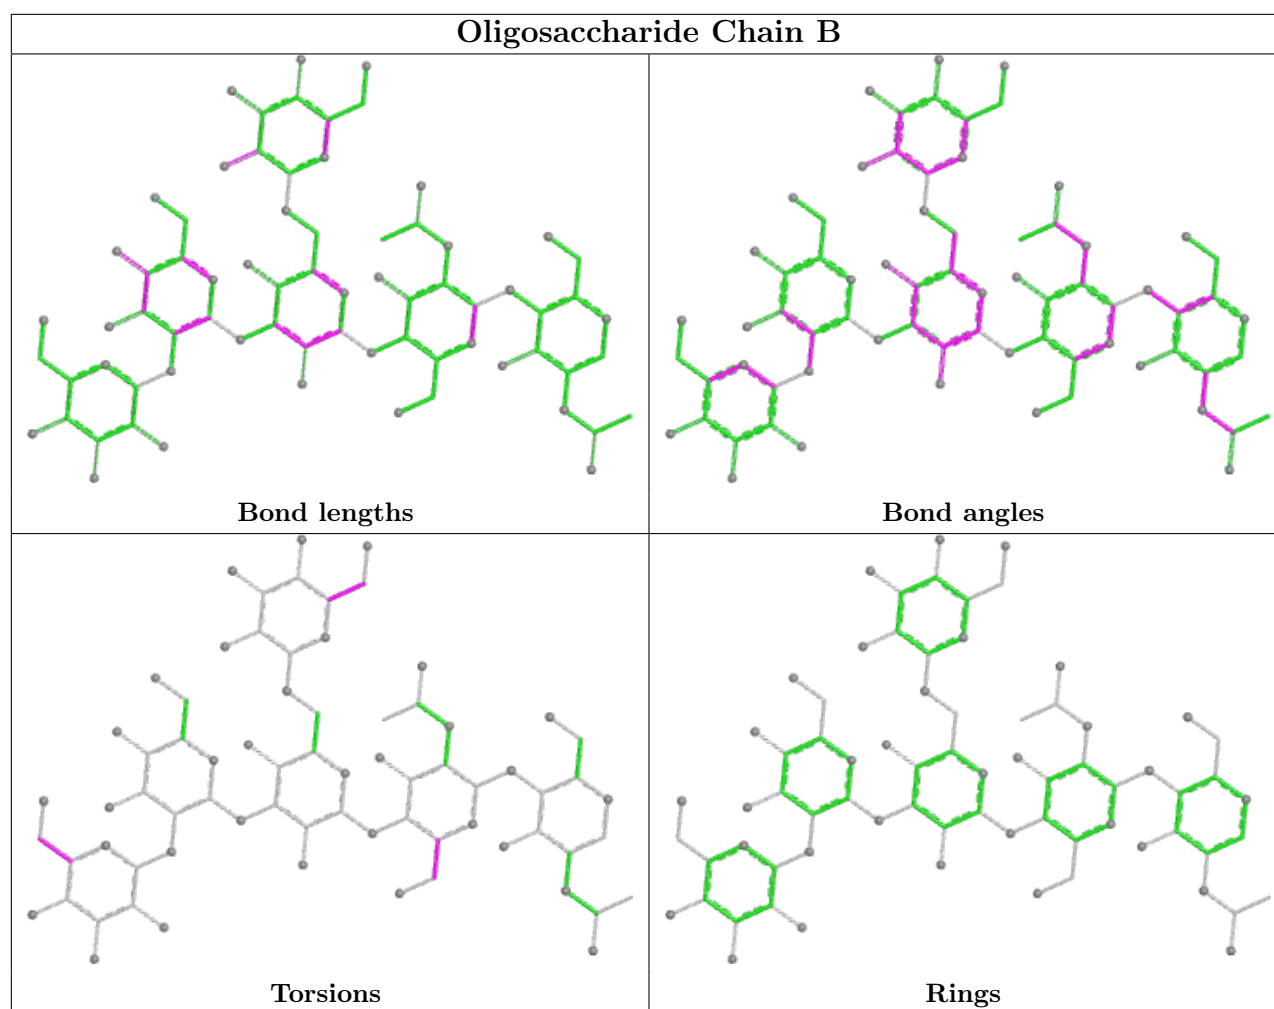 Oligosaccharide Chain B
Bond lengths
Bond angles
Torsions
Rings